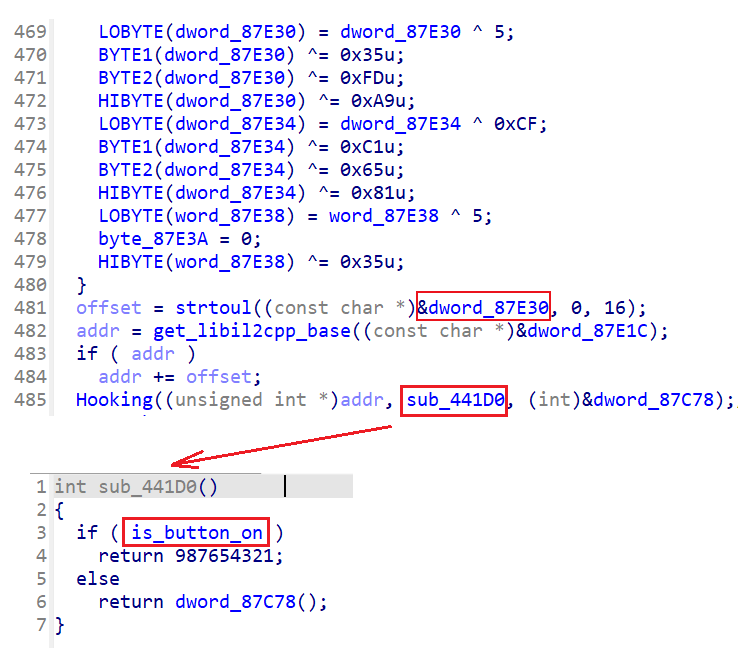 469 LOBYTE(dword_87E30) = dword_87E30 ^ 5;
470 BYTE1(dword_87E30) ^= 0x35u;
471 BYTE2(dword_87E30) ^= 0xFDu;
472 HIBYTE(dword_87E30) ^= 0xA9u;
473 LOBYTE(dword_87E34) = dword_87E34 ^ 0xCF;
474 BYTE1(dword_87E34) ^= 0xC1u;
475 BYTE2(dword_87E34) ^= 0x65u;
476 HIBYTE(dword_87E34) ^= 0x81u;
477 LOBYTE(word_87E38) = word_87E38 ^ 5;
478 byte_87E3A = 0;
479 HIBYTE(word_87E38) ^= 0x35u;
480 }
481 offset = strtoul((const char *)&dword_87E30, 0, 16);
482 addr = get_libil2cpp_base((const char *)&dword_87E1C);
483 if ( addr )
484 addr += offset;
485 Hooking((unsigned int *)addr, sub_441D0, (int)&dword_87C78);
1 int sub_441D0()
2 {
3 if ( is_button_on )
4 return 987654321;
5 else
6 return dword_87C78();
7 }